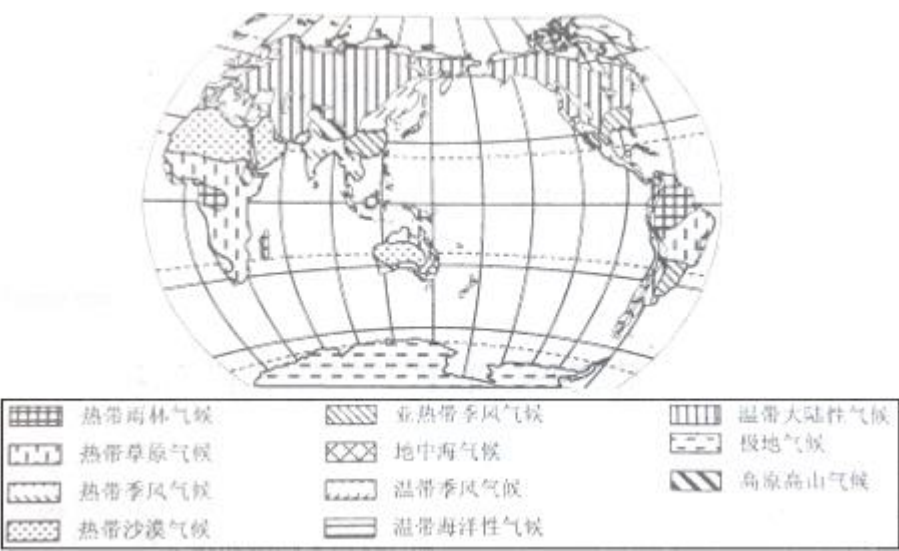 热带雨林气候
亚热带季风气候
温带大陆性气候
热带草原气候
地中海气候
极地气候
热带季风气候
温带季风气候
高原高山气候
热带沙漠气候
温带海洋性气候